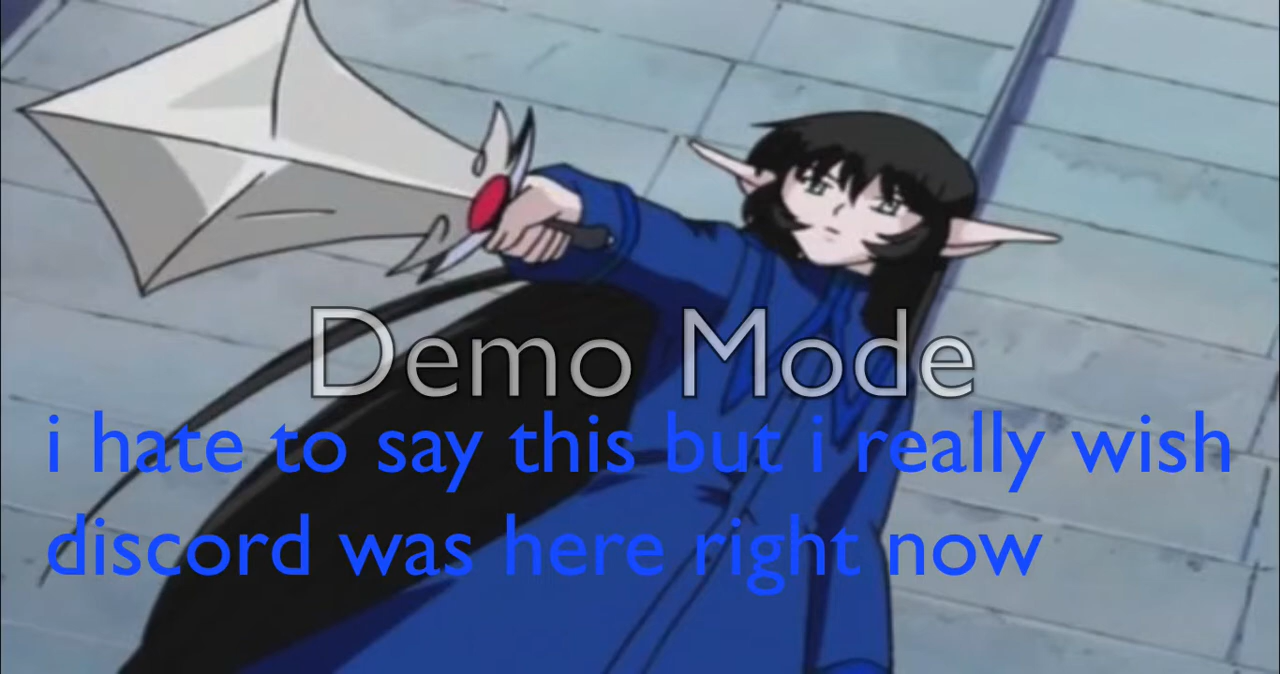 Demo Mode
i hate to say this but i really wish
discord was here right now